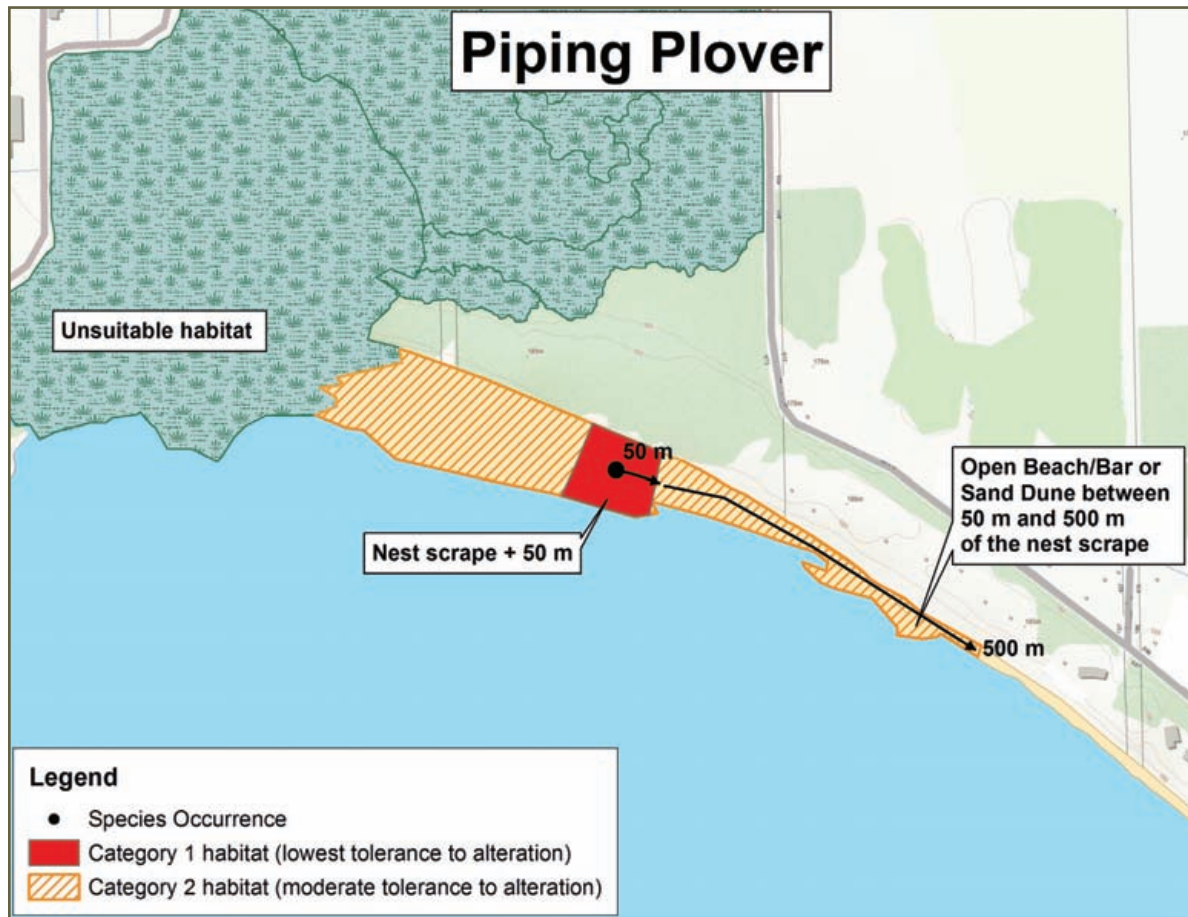 Piping Plover
Unsuitable habitat
50 m
Open Beach/Bar or
Sand Dune between
50 m and 500 m
of the nest scrape
Nest scrape + 50 m
500 m
Legend
Species Occurrence
Category 1 habitat (lowest tolerance to alteration)
Category 2 habitat (moderate tolerance to alteration)